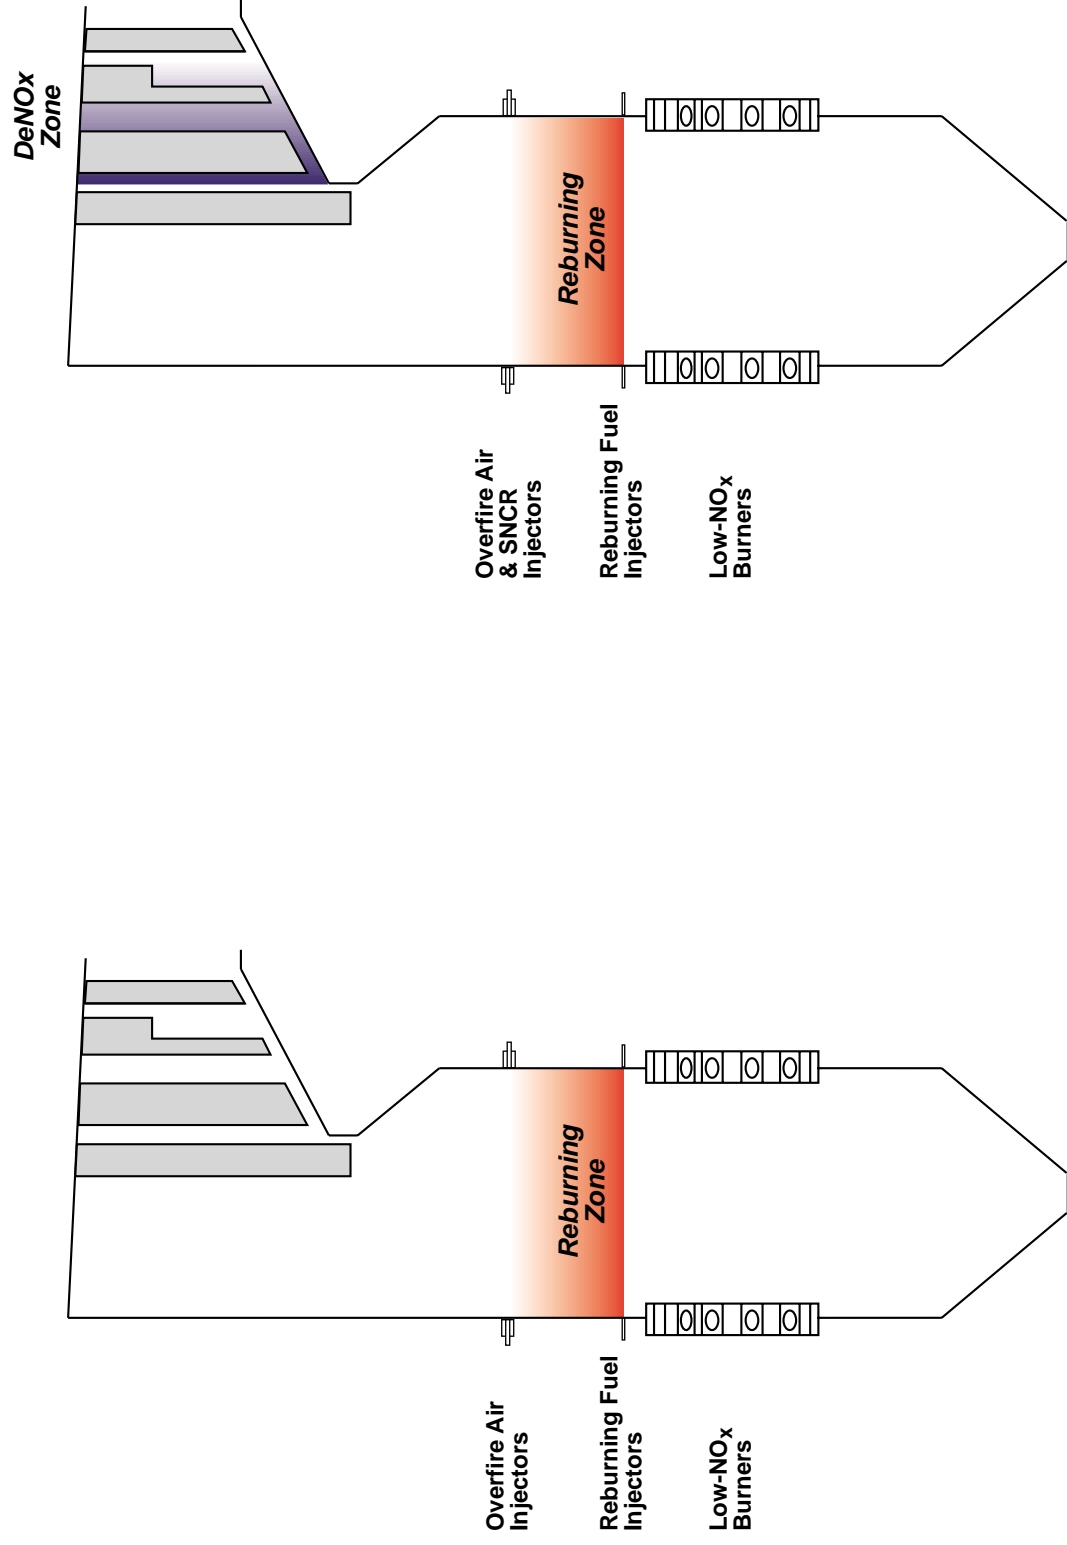 DeNOx
Zone
Reburning
Zone
Overfire Air
& SNCR
Injectors
Reburning Fuel
Injectors
Low-NOx
Burners
Reburning
Zone
Overfire Air
Injectors
Reburning Fuel
Injectors
Low-NOx
Burners